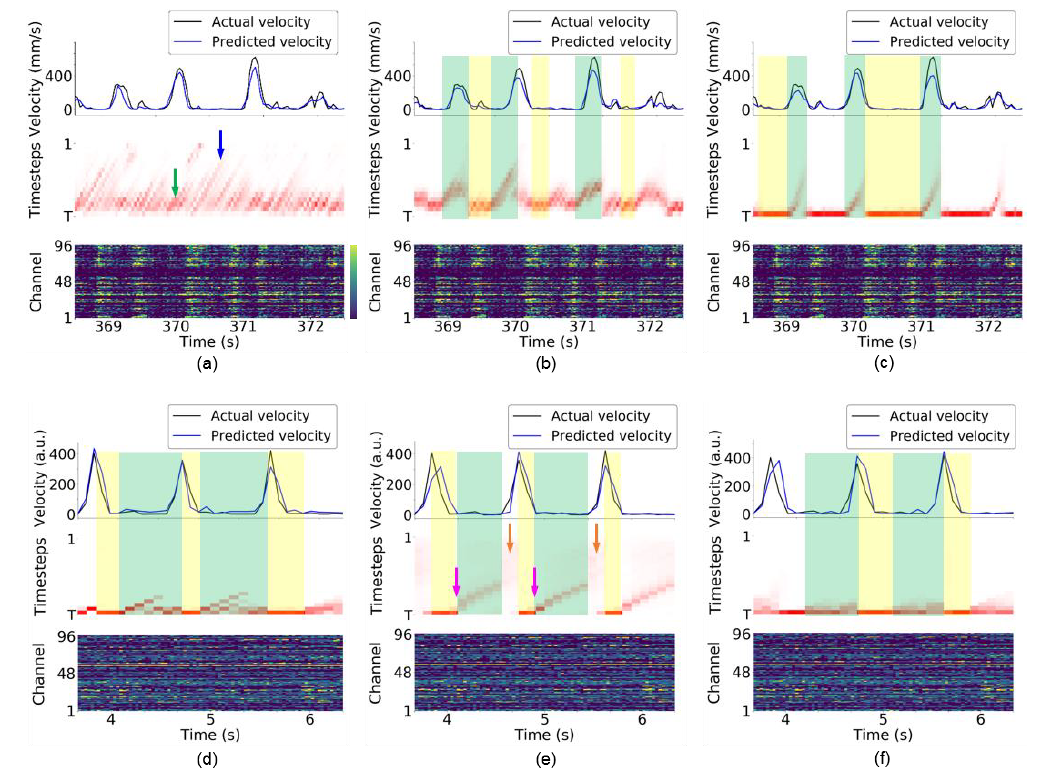 Actual velocity
Predicted velocity
Velocity (mm/s)
400
0
Timesteps
1
T
Channel
96
48
1
369 370 371 372
Time (s)
(a)
Actual velocity
Predicted velocity
Velocity (mm/s)
400
0
Timesteps
1
T
Channel
96
48
1
369 370 371 372
Time (s)
(b)
Actual velocity
Predicted velocity
Velocity (mm/s)
400
0
Timesteps
1
T
Channel
96
48
1
369 370 371 372
Time (s)
(c)
Actual velocity
Predicted velocity
Velocity (a.u.)
400
200
0
Timesteps
1
T
Channel
96
48
1
4 5 6
Time (s)
(d)
Actual velocity
Predicted velocity
Velocity (a.u.)
400
200
0
Timesteps
1
T
Channel
96
48
1
4 5 6
Time (s)
(e)
Actual velocity
Predicted velocity
Velocity (a.u.)
400
200
0
Timesteps
1
T
Channel
96
48
1
4 5 6
Time (s)
(f)